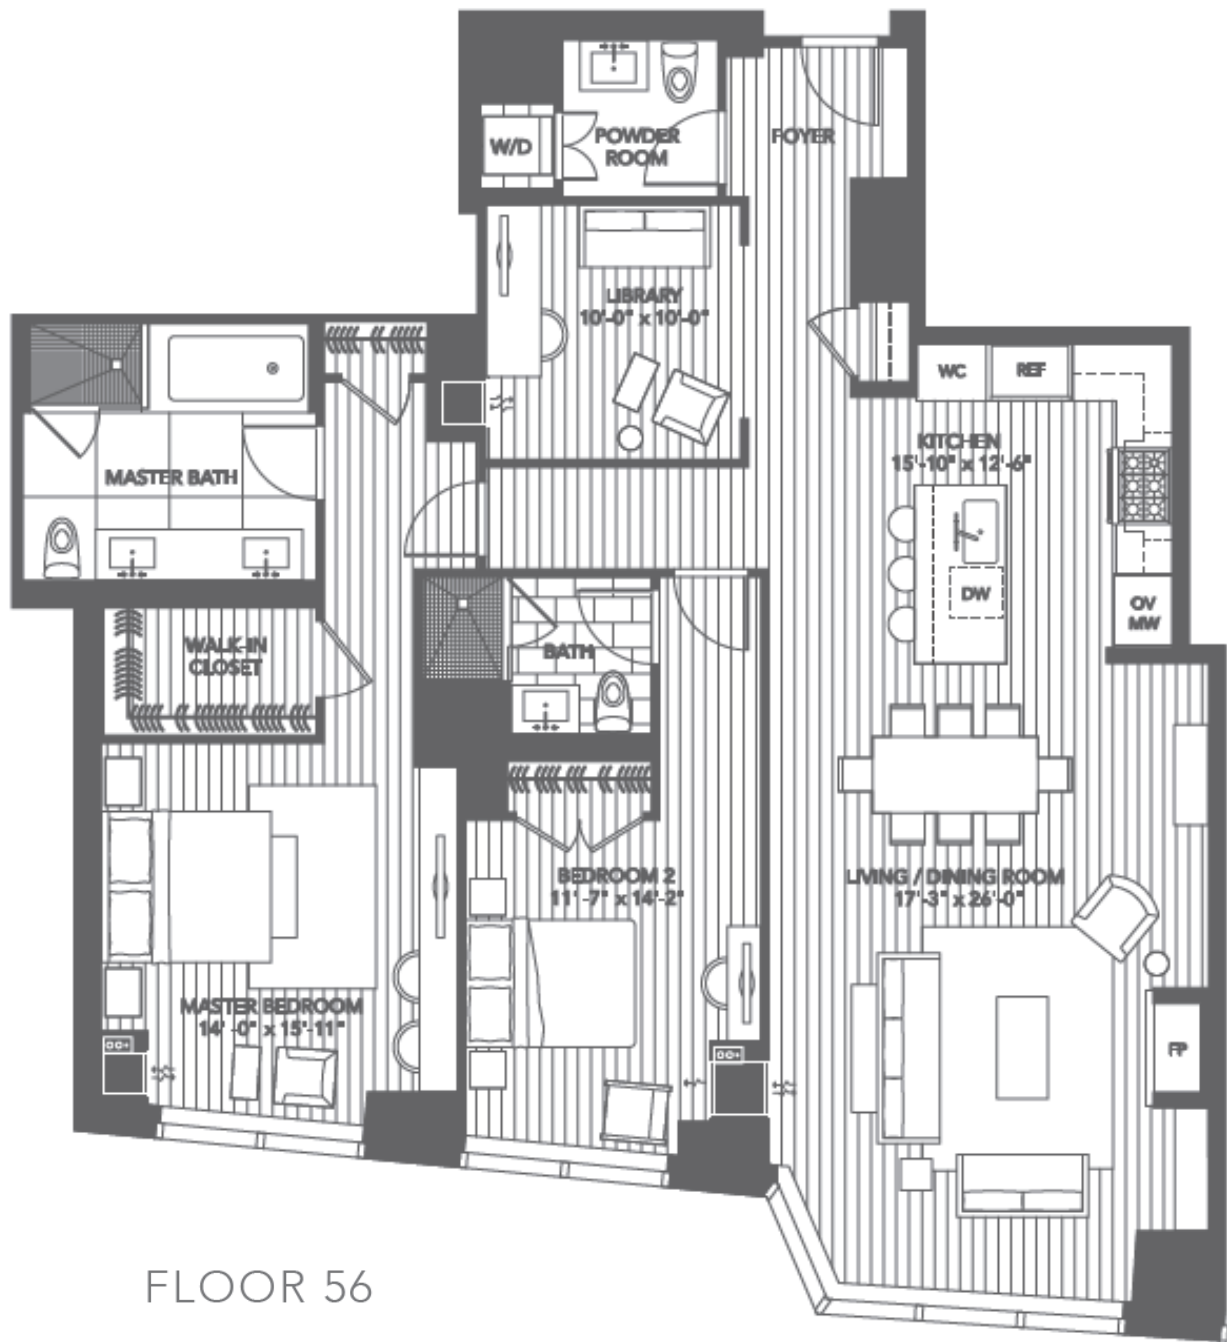 W/D
POWDER
ROOM
FOYER
LIBRARY
10'-0" x 10'-0"
WC
REF
KITCHEN
15'-10" x 12'-6"
MASTER BATH
DW
OV
MW
WALK-IN
CLOSET
BATH
BEDROOM 2
11'-7" x 14'-2"
LIVING / DINING ROOM
17'-3" x 26'-0"
MASTER BEDROOM
14'-0" x 15'-11"
FP
FLOOR 56